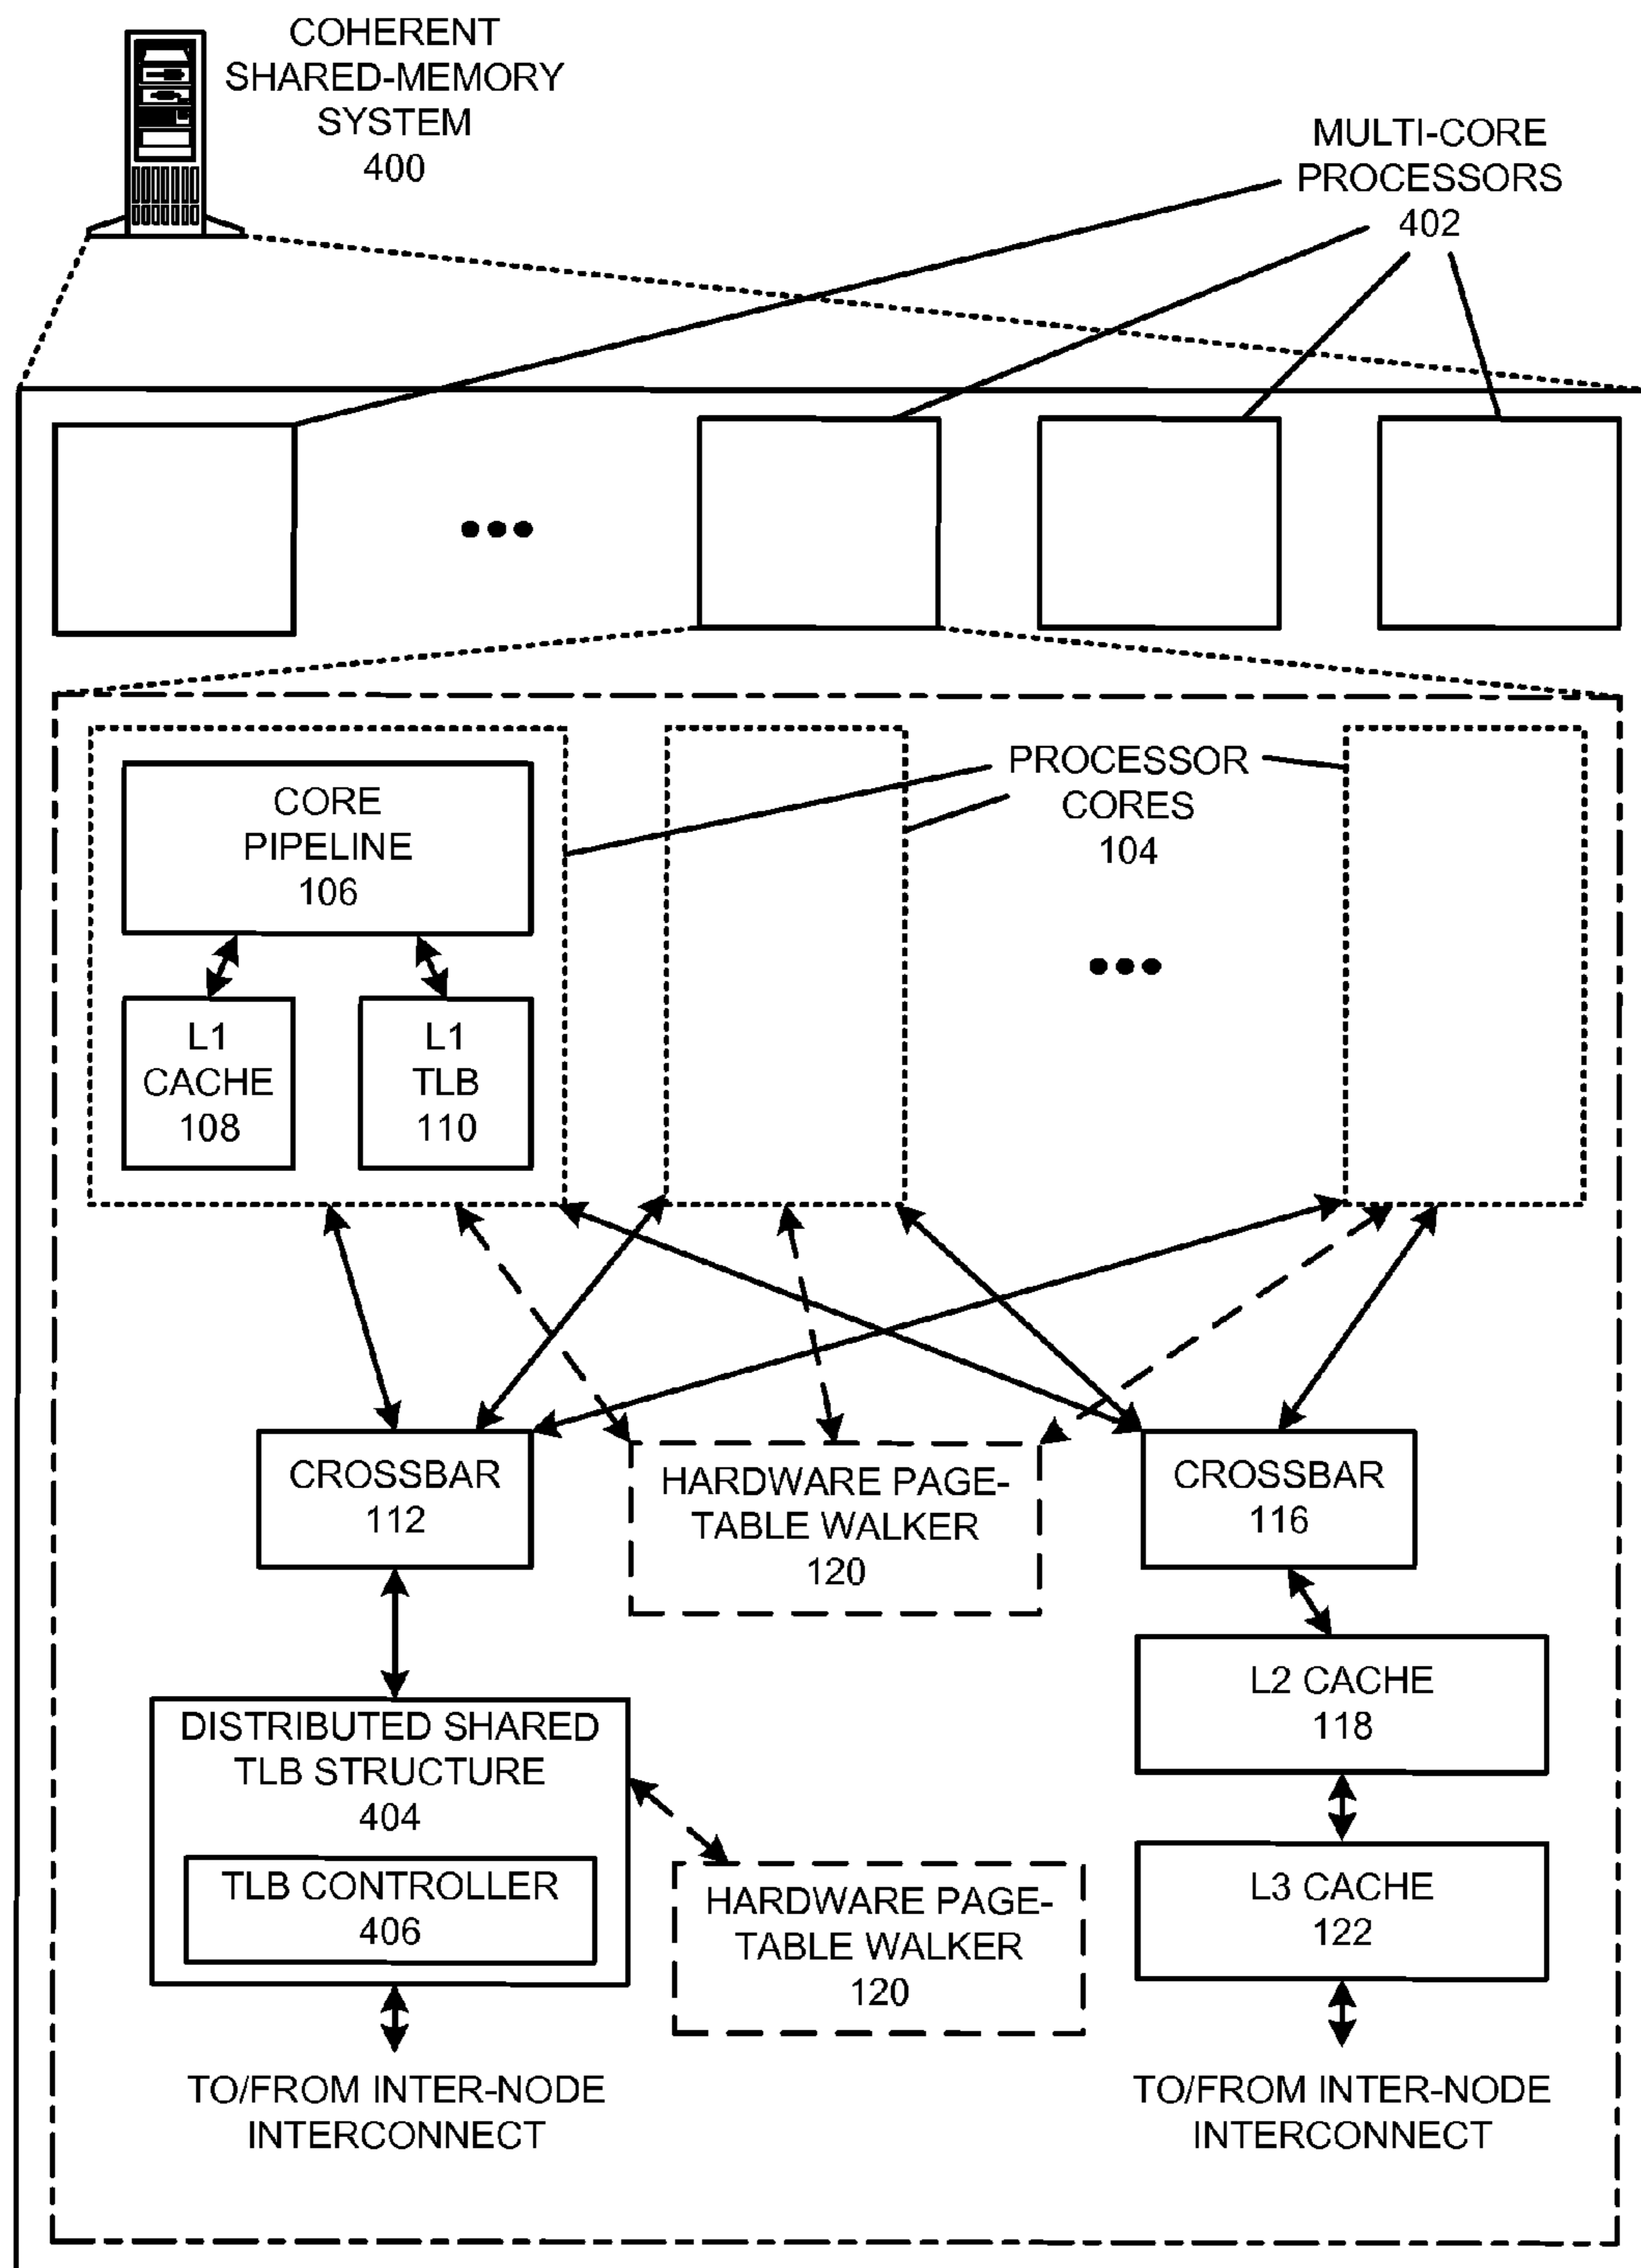 COHERENT
SHARED-MEMORY
SYSTEM
400
MULTI-CORE
PROCESSORS
402
PROCESSOR
CORES
104
CORE
PIPELINE
106
L1
CACHE
108
L1
TLB
110
CROSSBAR
112
HARDWARE PAGE-
TABLE WALKER
120
CROSSBAR
116
L2 CACHE
118
DISTRIBUTED SHARED
TLB STRUCTURE
404
TLB CONTROLLER
406
HARDWARE PAGE-
TABLE WALKER
120
L3 CACHE
122
TO/FROM INTER-NODE
INTERCONNECT
TO/FROM INTER-NODE
INTERCONNECT